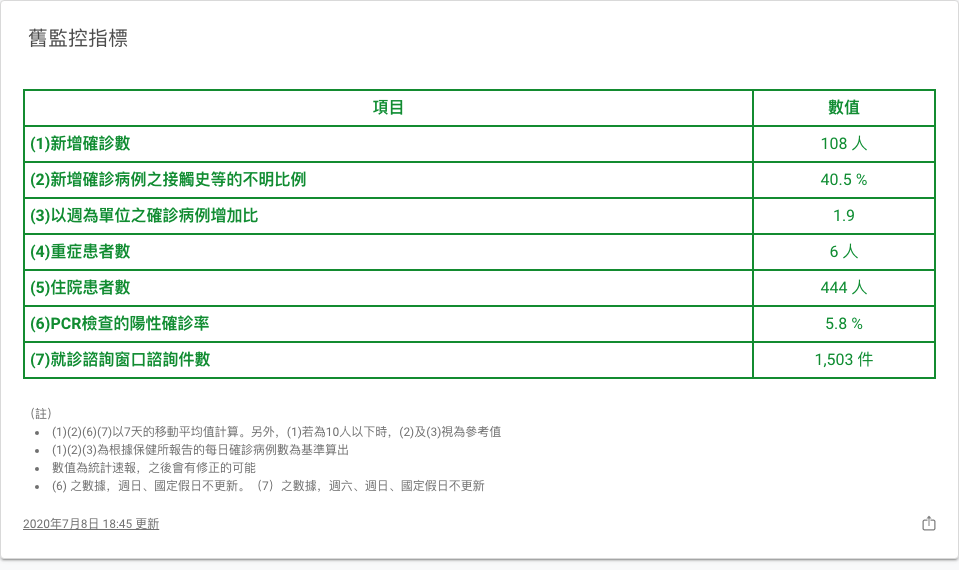 舊監控指標
項目 數值
(1)新增確診數 108 人
(2)新增確診病例之接觸史等的不明比例 40.5 %
(3)以週為單位之確診病例增加比 1.9
(4)重症患者數 6 人
(5)住院患者數 444 人
(6)PCR檢查的陽性確診率 5.8 %
(7)就診諮詢窗口諮詢件數 1,503 件
（註）
• (1)(2)(6)(7)以7天的移動平均值計算。另外，(1)若為10人以下時，(2)及(3)視為參考值
• (1)(2)(3)為根據保健所報告的每日確診病例數為基準算出
• 數值為統計速報，之後會有修正的可能
• (6) 之數據，週日、國定假日不更新。（7）之數據，週六、週日、國定假日不更新
2020年7月8日 18:45 更新